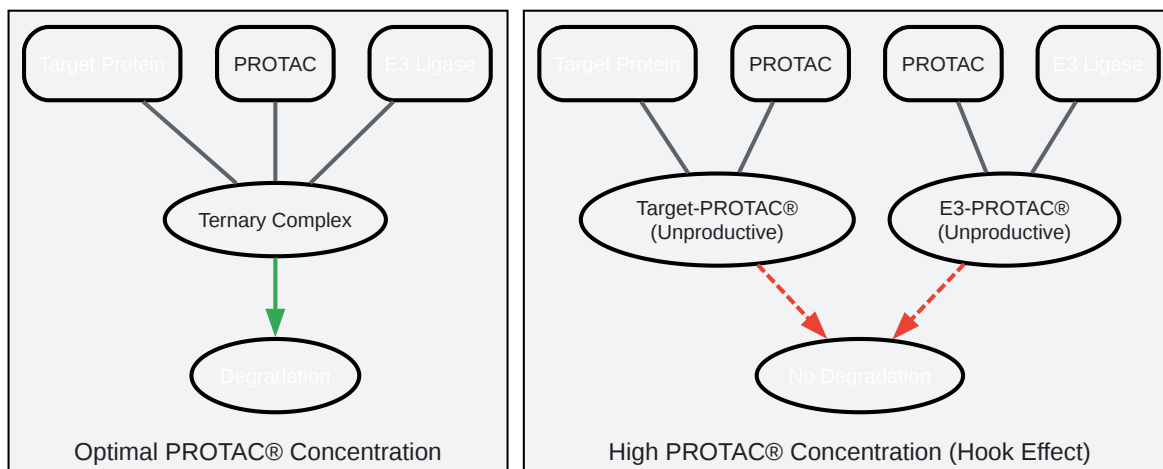 Target Protein
PROTAC
E3 Ligase
Ternary Complex
Degradation
Optimal PROTAC® Concentration
Target Protein
PROTAC
PROTAC
E3 Ligase
Target-PROTAC®
(Unproductive)
E3-PROTAC®
(Unproductive)
No Degradation
High PROTAC® Concentration (Hook Effect)